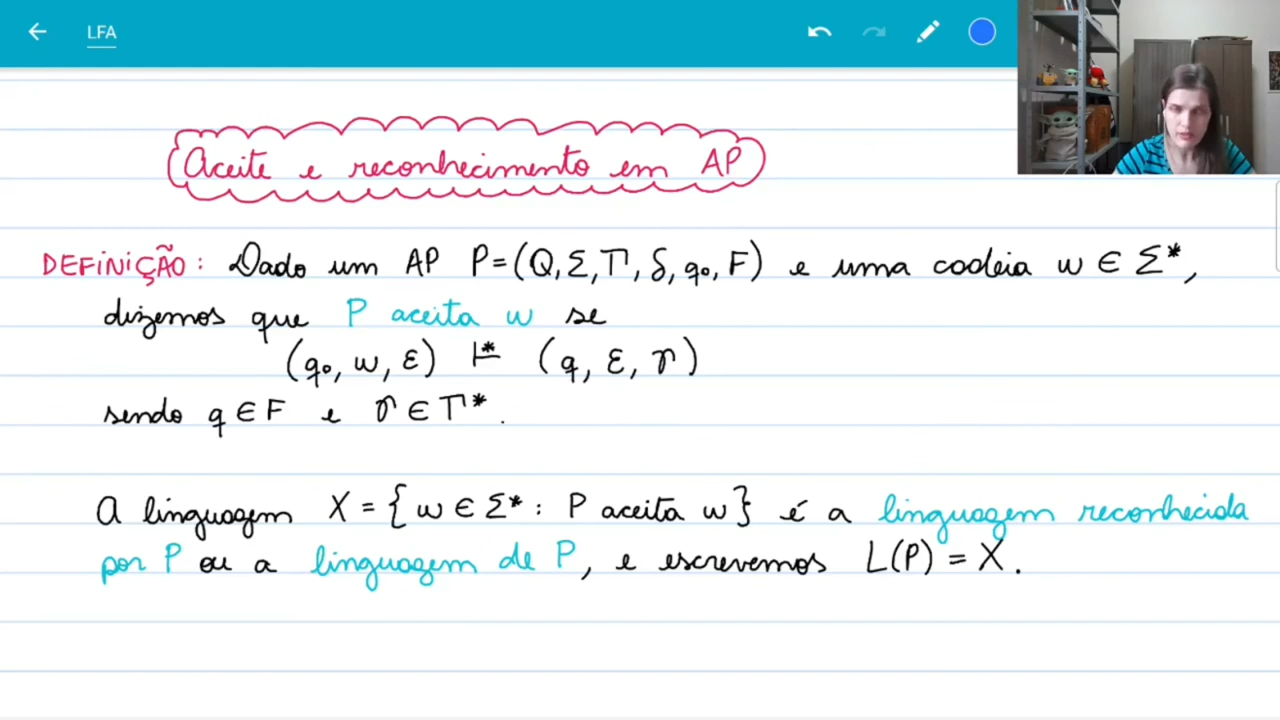 LFA
Aceite e reconhecimento em AP
DEFINIÇÃO: Dado um AP P=(Q,Σ,Γ,δ,q₀,F) e uma cadeia w ∈ Σ*,
dizemos que P aceita w se
(q₀, w, ε) ⊢* (q, ε, γ)
sendo q ∈ F e γ ∈ Γ*.
A linguagem X = {w ∈ Σ* : P aceita w} é a linguagem reconhecida
por P ou a linguagem de P, e escrevemos L(P) = X.